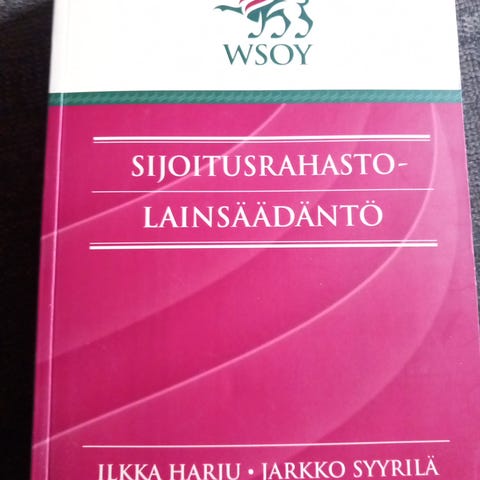 WSOY
SIJOITUSRAHASTO-
LAINSÄÄDÄNTÖ
ILKKA HARJU • JARKKO SYYRILÄ